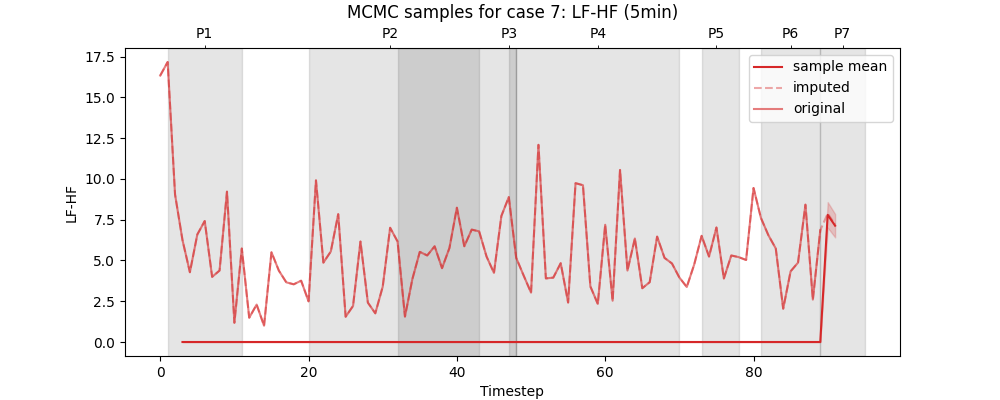 MCMC samples for case 7: LF-HF (5min)
P1 P2 P3 P4 P5 P6 P7
sample mean
imputed
original
17.5
15.0
12.5
10.0
7.5
5.0
2.5
0.0
LF-HF
0 20 40 60 80
Timestep